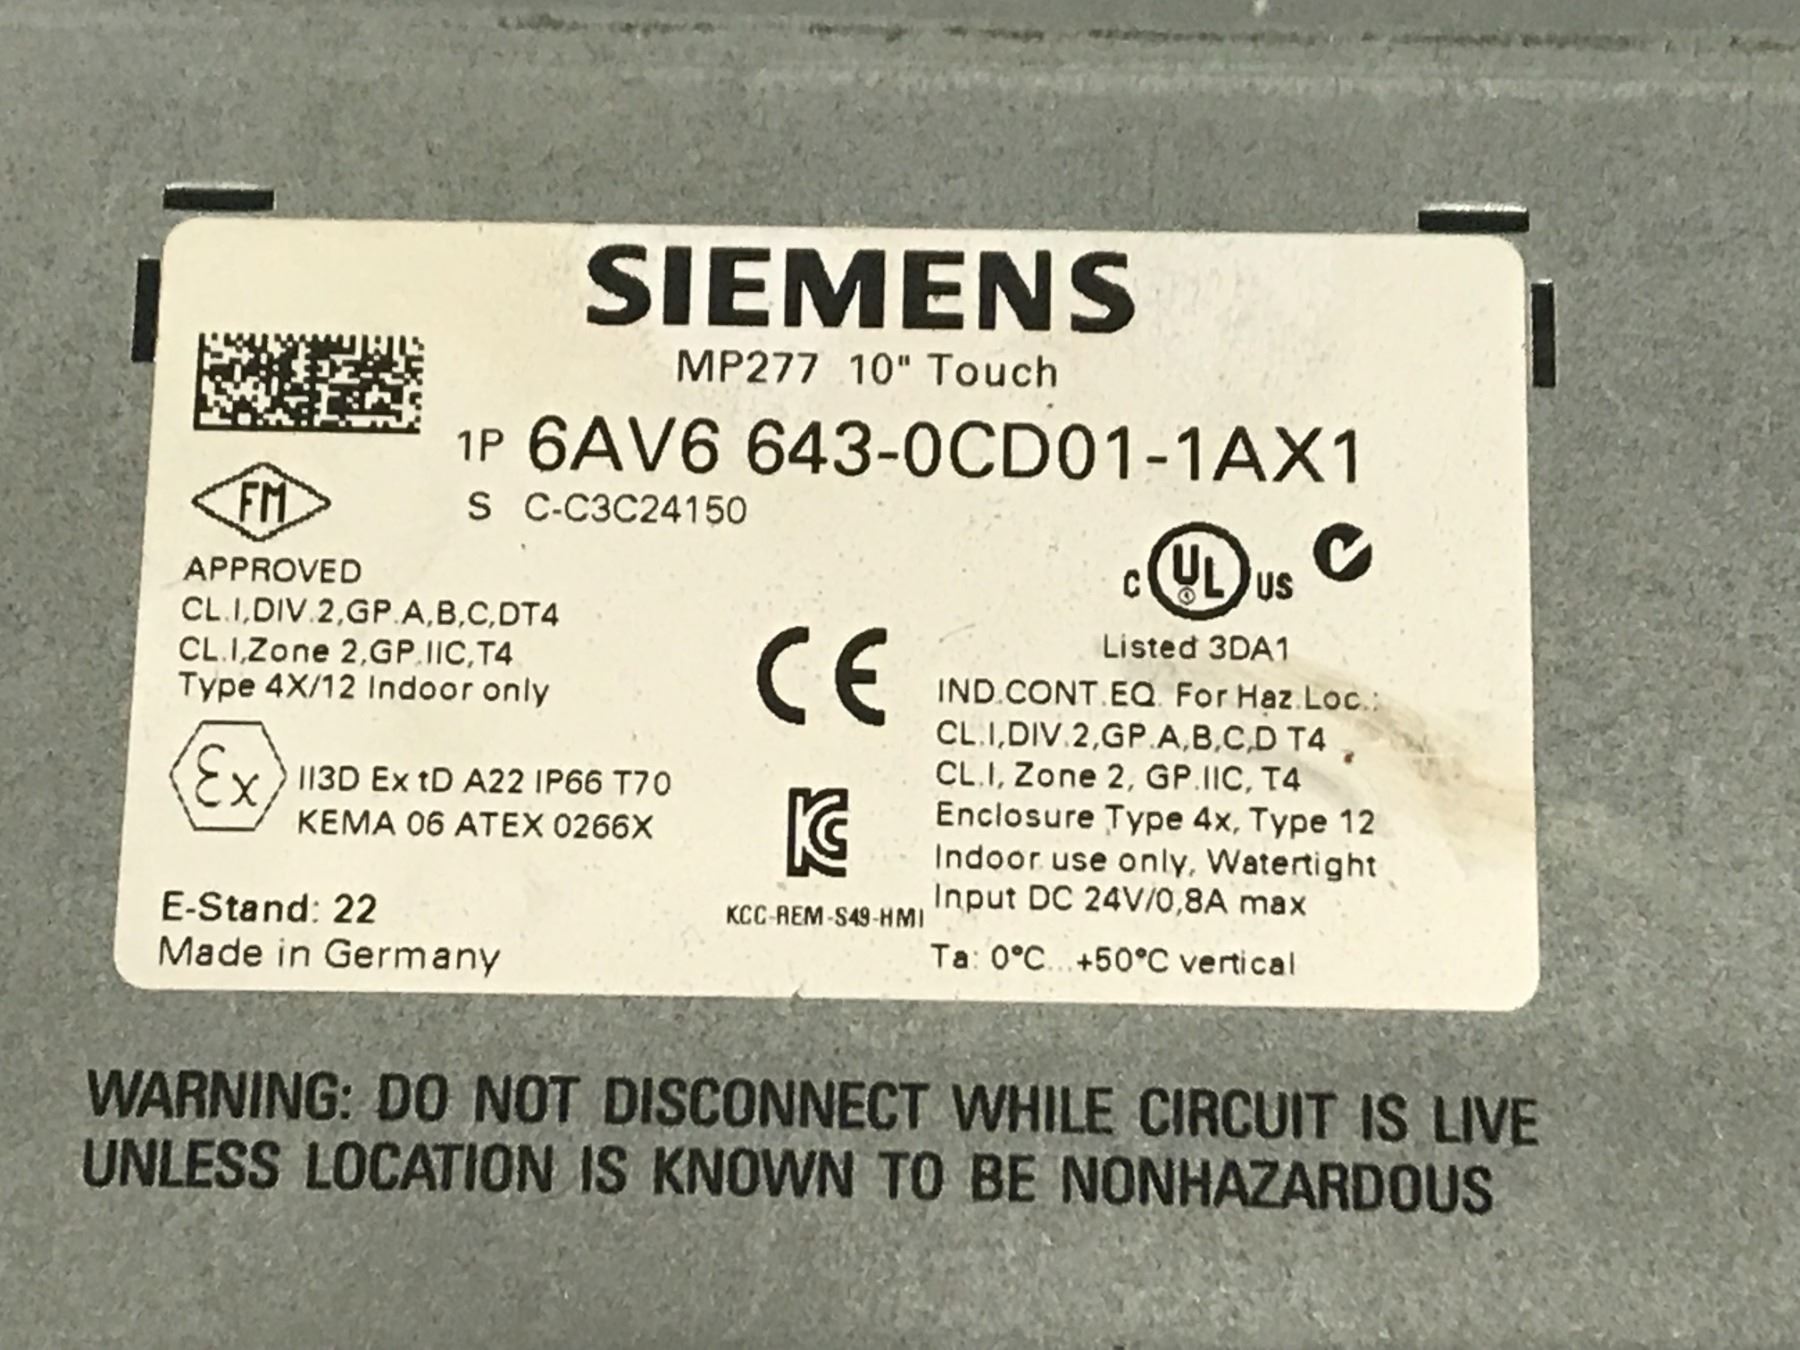 SIEMENS
MP277 10" Touch
1P 6AV6 643-0CD01-1AX1
S C-C3C24150
FM
APPROVED
CL.I,DIV.2,GP.A,B,C,DT4
CL.I,Zone 2,GP.IIC,T4
Type 4X/12 Indoor only
Ex
II3D Ex tD A22 IP66 T70
KEMA 06 ATEX 0266X
E-Stand: 22
Made in Germany
CE
KC
KCC-REM-S49-HMI
C UL US
Listed 3DA1
IND.CONT.EQ. For Haz.Loc.:
CL.I,DIV.2,GP.A,B,C,D T4
CL.I, Zone 2, GP.IIC, T4
Enclosure Type 4x, Type 12
Indoor use only, Watertight
Input DC 24V/0,8A max
Ta: 0°C...+50°C vertical
WARNING: DO NOT DISCONNECT WHILE CIRCUIT IS LIVE
UNLESS LOCATION IS KNOWN TO BE NONHAZARDOUS